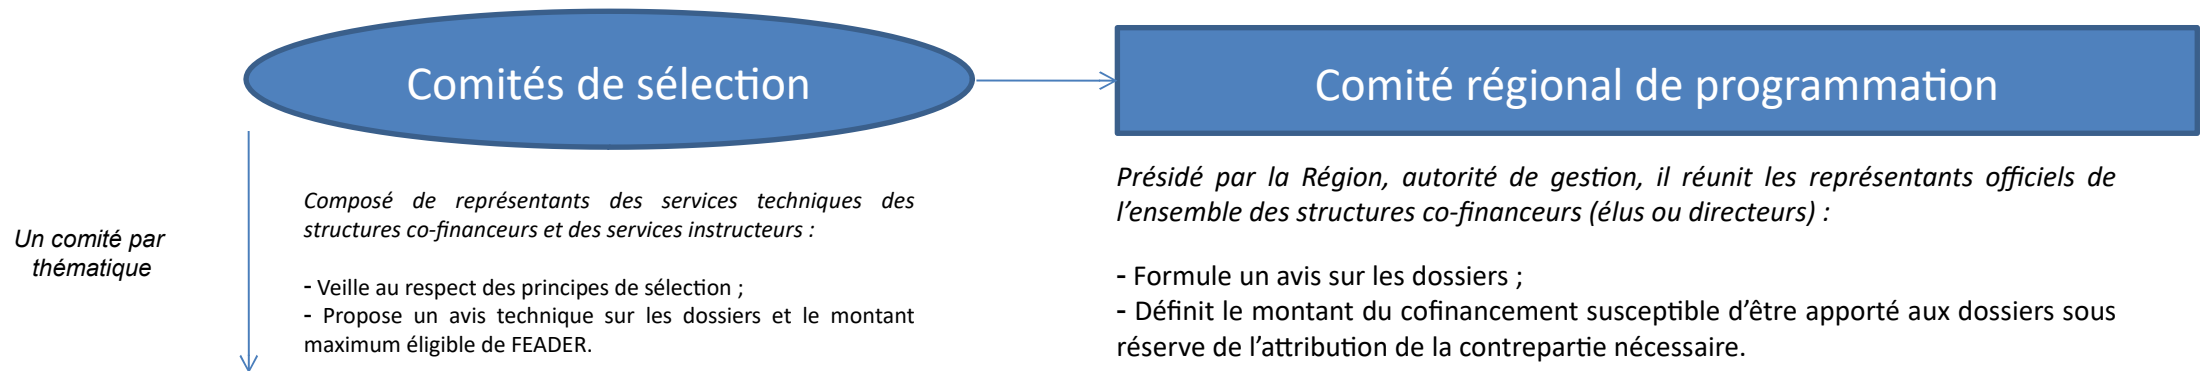 Comités de sélection
Comité régional de programmation
Un comité par
thématique
Composé de représentants des services techniques des
structures co-financeurs et des services instructeurs :
- Veille au respect des principes de sélection ;
- Propose un avis technique sur les dossiers et le montant
maximum éligible de FEADER.
Présidé par la Région, autorité de gestion, il réunit les représentants officiels de
l’ensemble des structures co-financeurs (élus ou directeurs) :
- Formule un avis sur les dossiers ;
- Définit le montant du cofinancement susceptible d’être apporté aux dossiers sous
réserve de l’attribution de la contrepartie nécessaire.